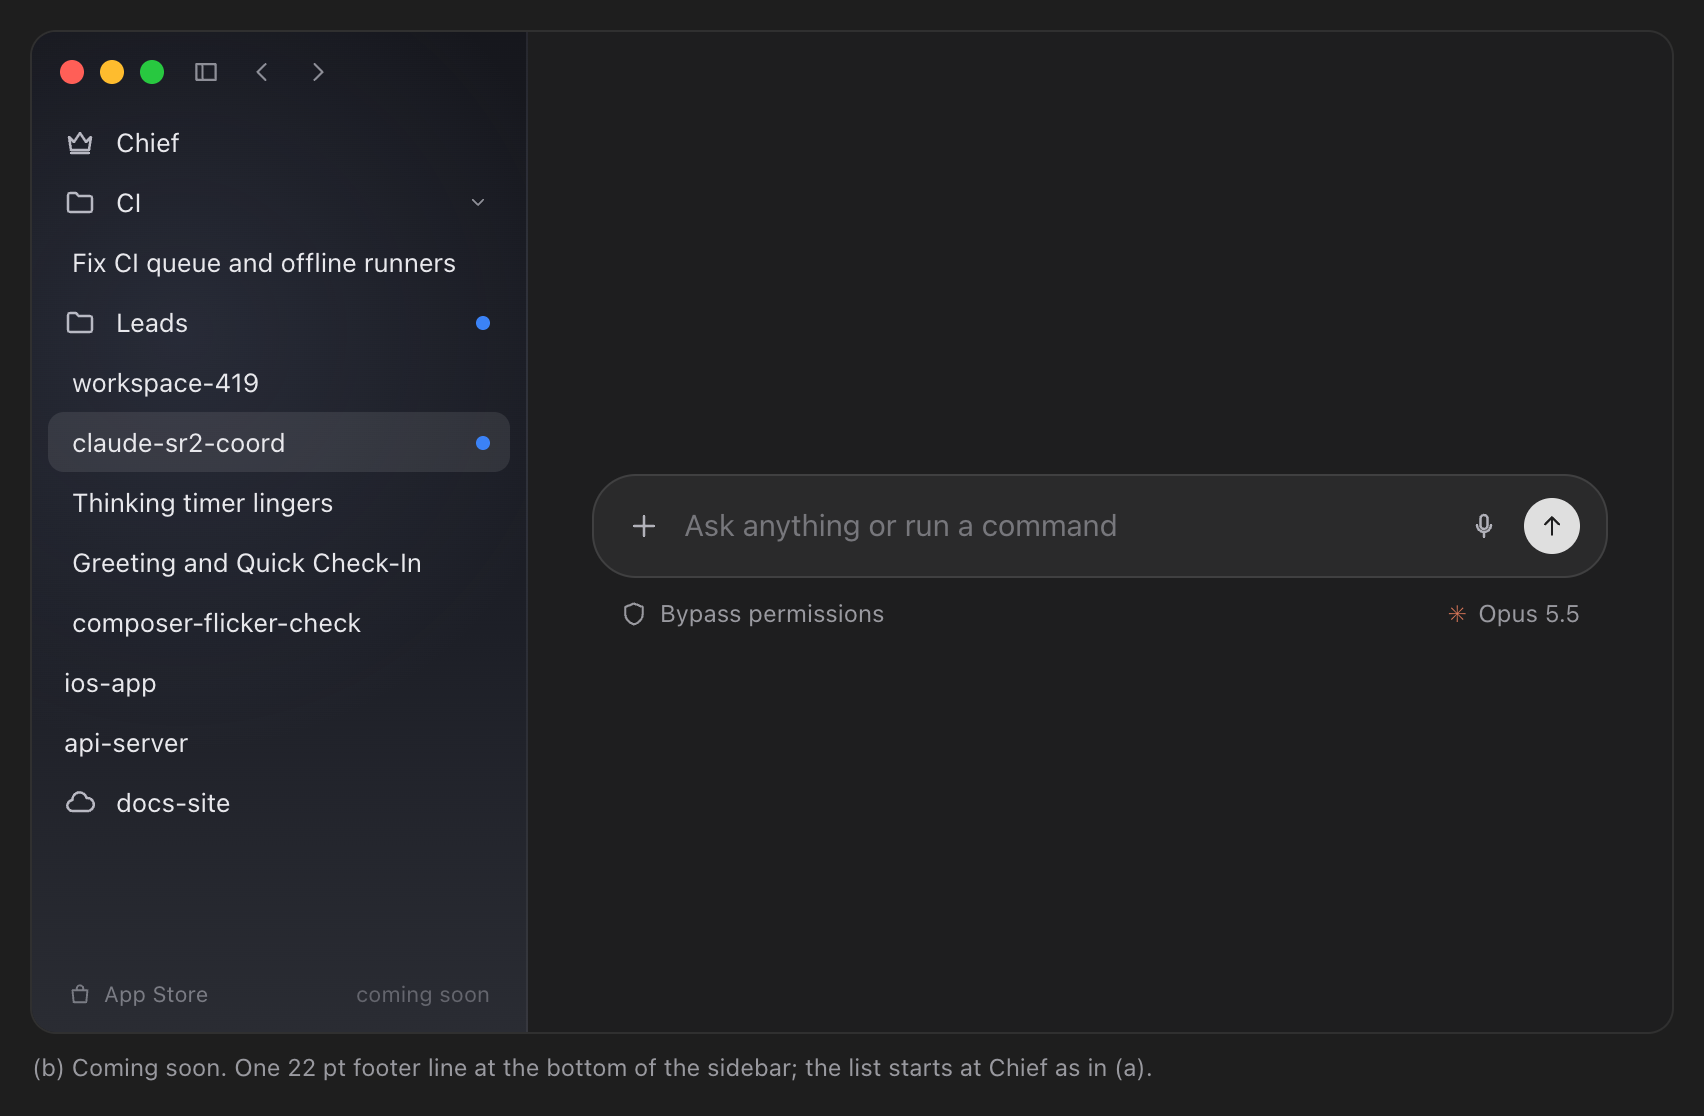 Chief
CI
Fix CI queue and offline runners
Leads
workspace-419
claude-sr2-coord
Thinking timer lingers
Greeting and Quick Check-In
composer-flicker-check
ios-app
api-server
docs-site
App Store coming soon
Ask anything or run a command
Bypass permissions Opus 5.5
(b) Coming soon. One 22 pt footer line at the bottom of the sidebar; the list starts at Chief as in (a).